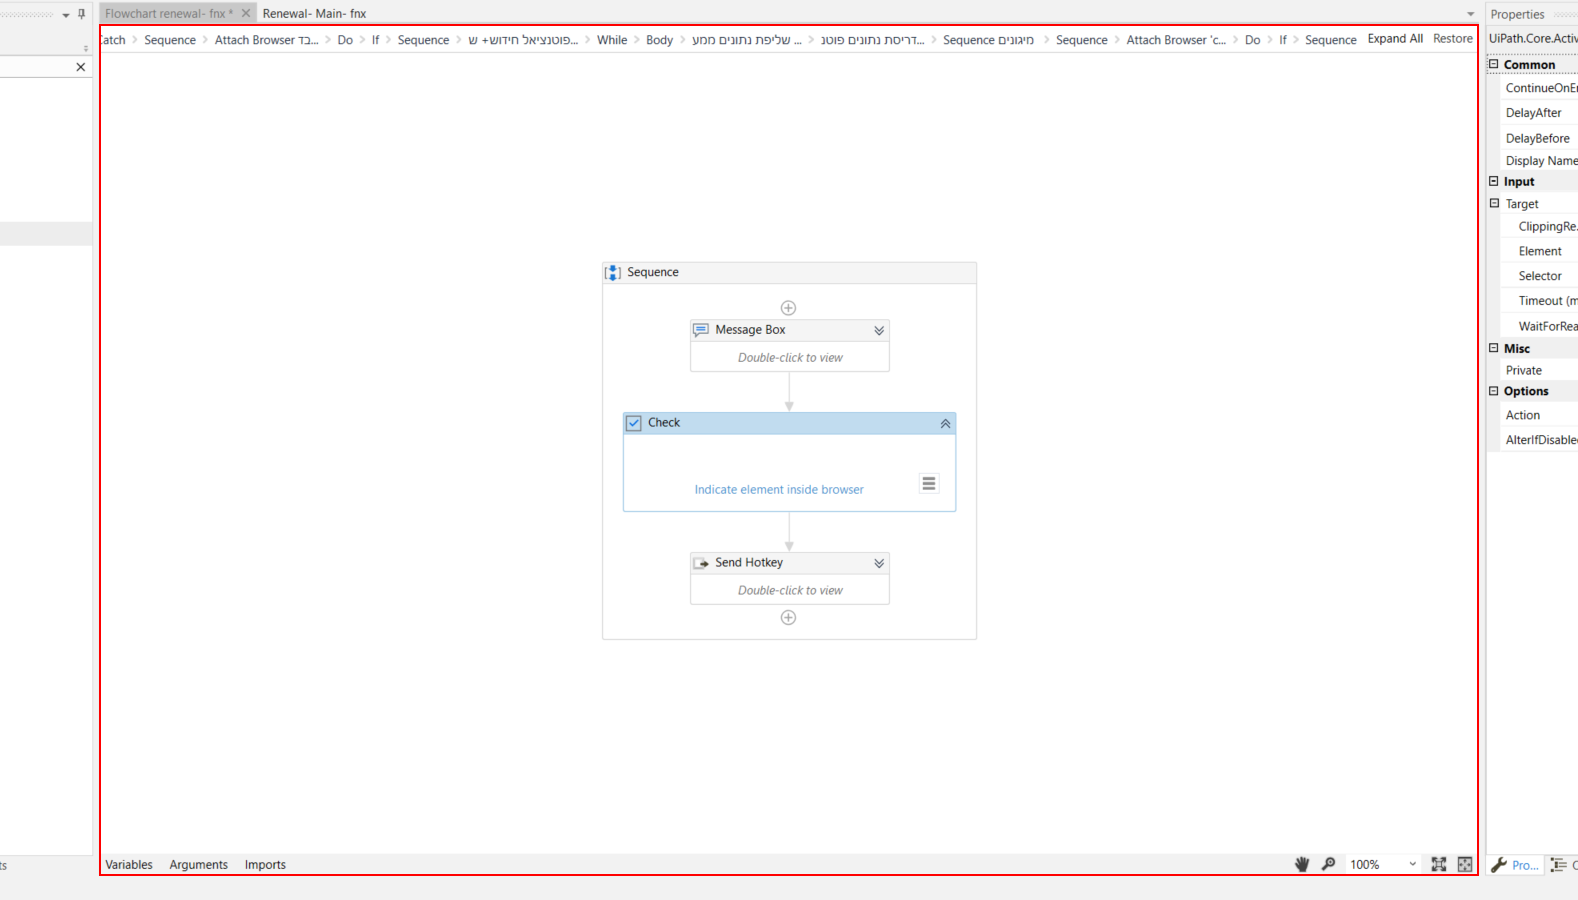 Flowchart renewal- fnx *
Renewal- Main- fnx
Properties
Sequence
Attach Browser בד...
Do
If
Sequence
פוטנציאל חידוש+ ש...
While
Body
שליפת נתונים ממע ...
דריסת נתונים פוטנ...
Sequence מיגונים
Sequence
Attach Browser 'c...
Do
If
Sequence
Expand All
Restore
UiPath.Core.Activ
Common
ContinueOnEr
DelayAfter
DelayBefore
Display Name
Input
Target
ClippingRe.
Element
Selector
Timeout (m
WaitForRea
Misc
Private
Options
Action
AlterIfDisable
Sequence
Message Box
Double-click to view
Check
Indicate element inside browser
Send Hotkey
Double-click to view
Variables
Arguments
Imports
100%
Pro...